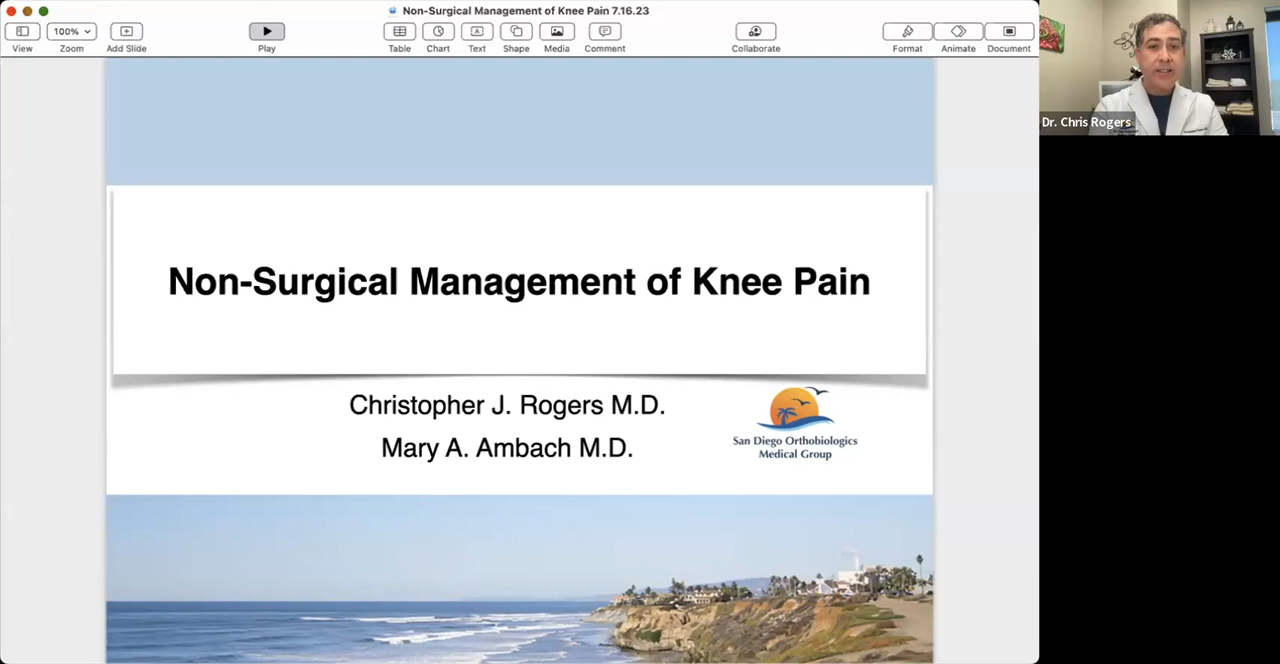 Non-Surgical Management of Knee Pain 7.16.23
100%
View
Zoom
Add Slide
Play
Table
Chart
Text
Shape
Media
Comment
Collaborate
Format
Animate
Document
Dr. Chris Rogers
Non-Surgical Management of Knee Pain
Christopher J. Rogers M.D.
Mary A. Ambach M.D.
San Diego Orthobiologics
Medical Group